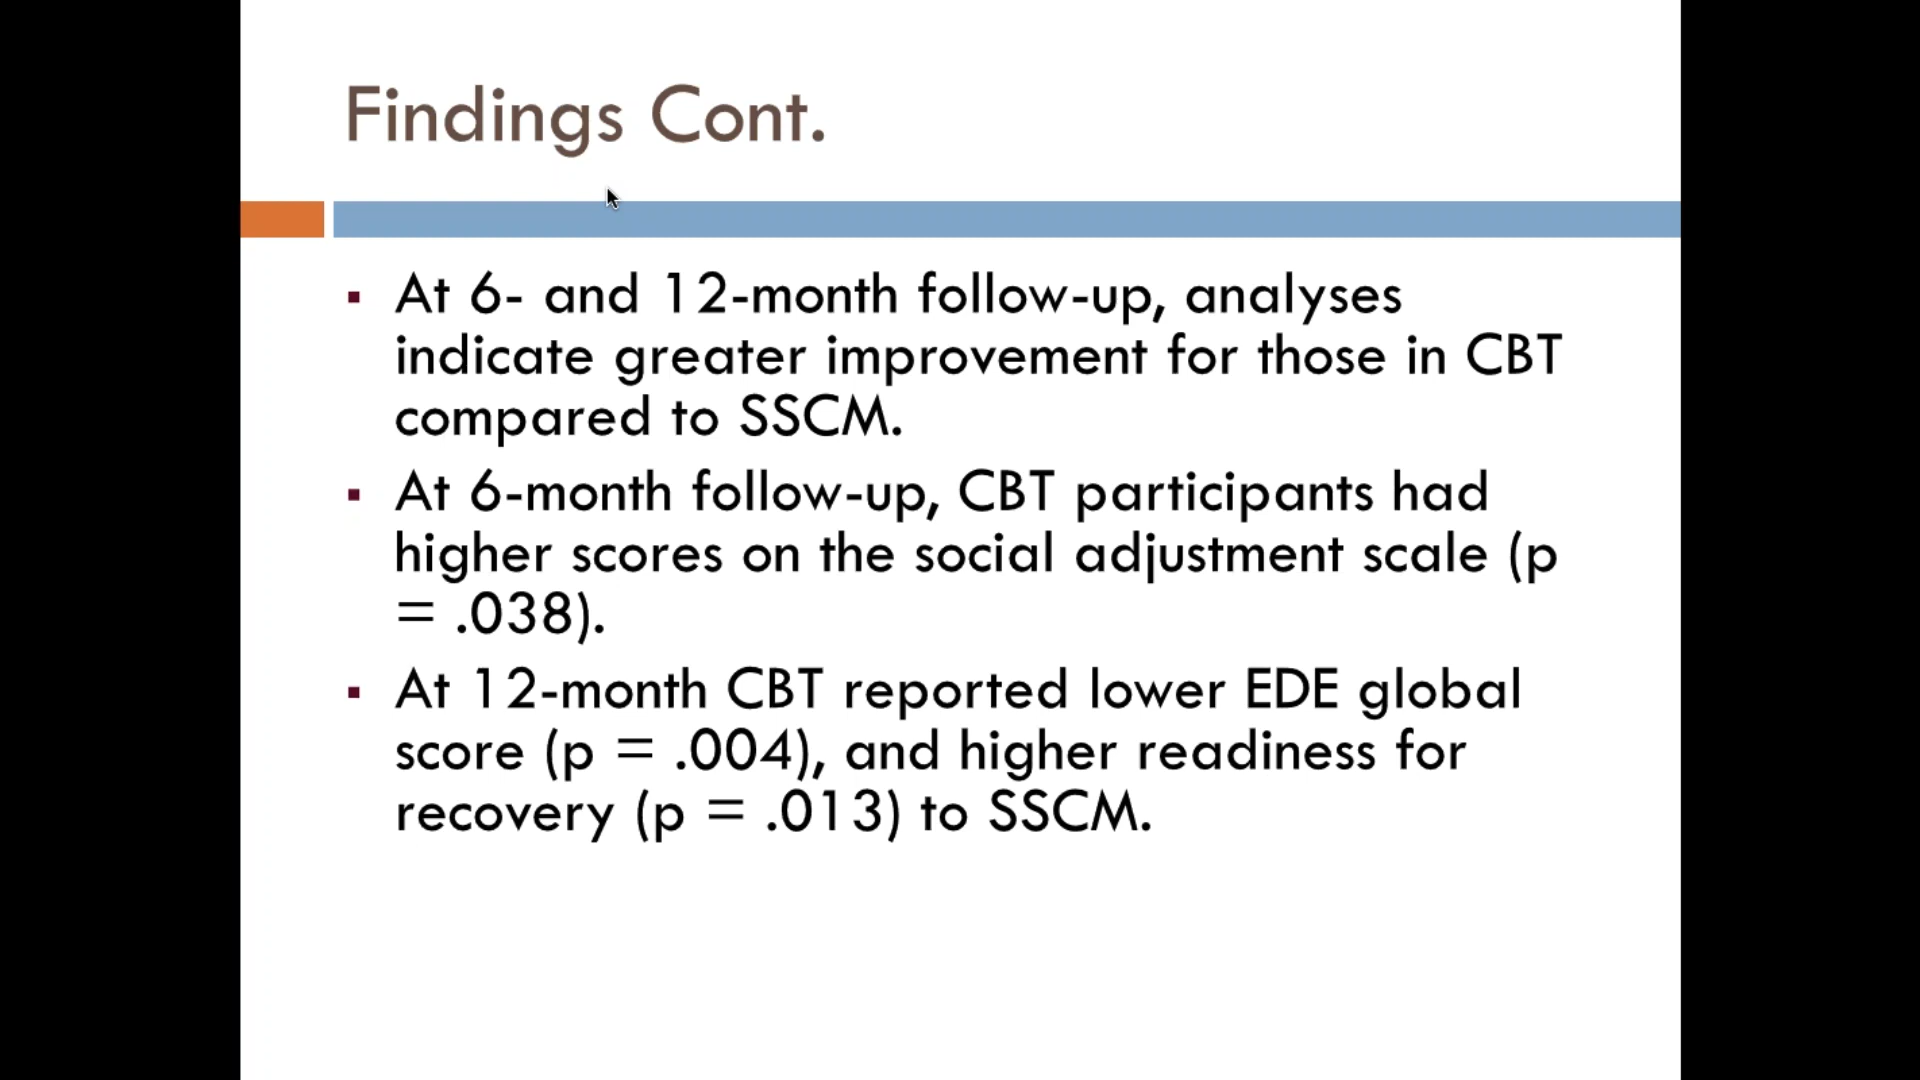 Findings Cont.
▪ At 6- and 12-month follow-up, analyses
indicate greater improvement for those in CBT
compared to SSCM.
▪ At 6-month follow-up, CBT participants had
higher scores on the social adjustment scale (p
= .038).
▪ At 12-month CBT reported lower EDE global
score (p = .004), and higher readiness for
recovery (p = .013) to SSCM.